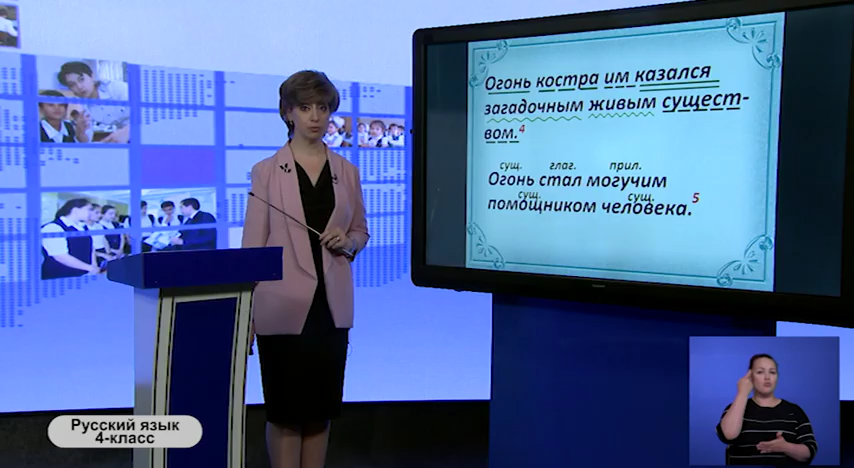 Огонь костра им казался
загадочным живым сущест-
вом.4
сущ. глаг. прил.
Огонь стал могучим
сущ. сущ.
помощником человека.5
Русский язык
4-класс